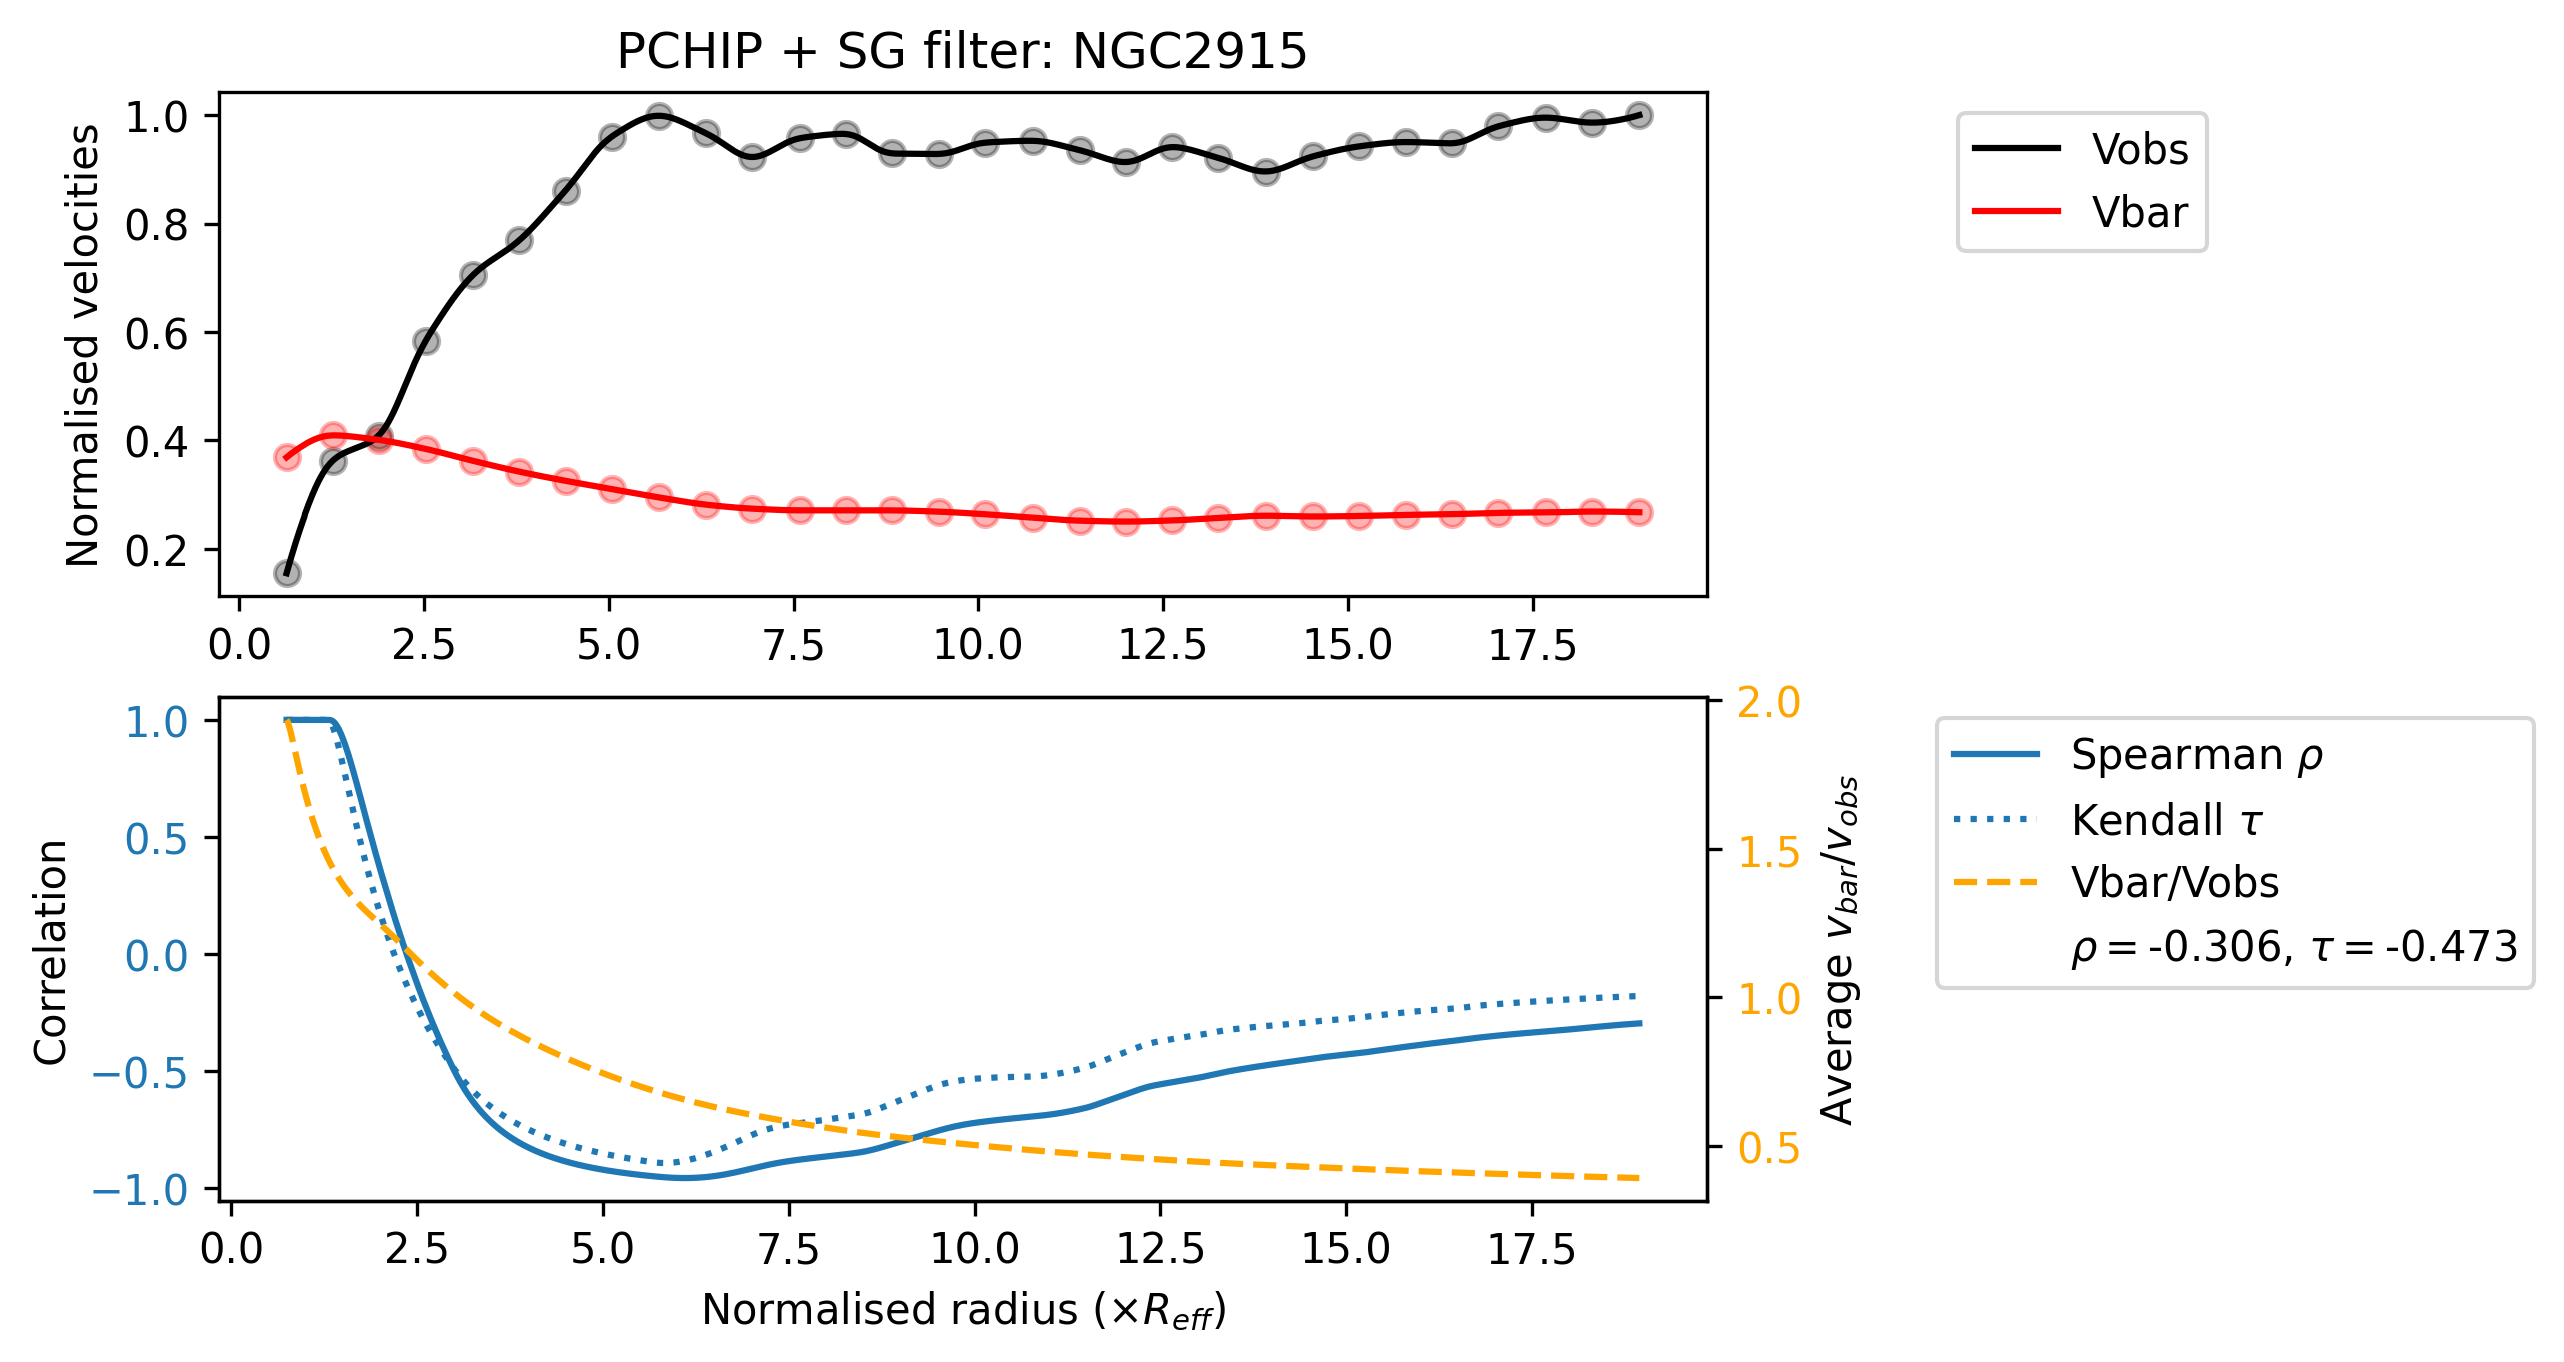 PCHIP + SG filter: NGC2915
Normalised velocities
1.0
0.8
0.6
0.4
0.2
0.0 2.5 5.0 7.5 10.0 12.5 15.0 17.5
Vobs
Vbar
Correlation
1.0
0.5
0.0
−0.5
−1.0
2.0
1.5
1.0
0.5
Average v_bar/v_obs
0.0 2.5 5.0 7.5 10.0 12.5 15.0 17.5
Normalised radius (×R_eff)
Spearman ρ
Kendall τ
Vbar/Vobs
ρ = -0.306, τ = -0.473